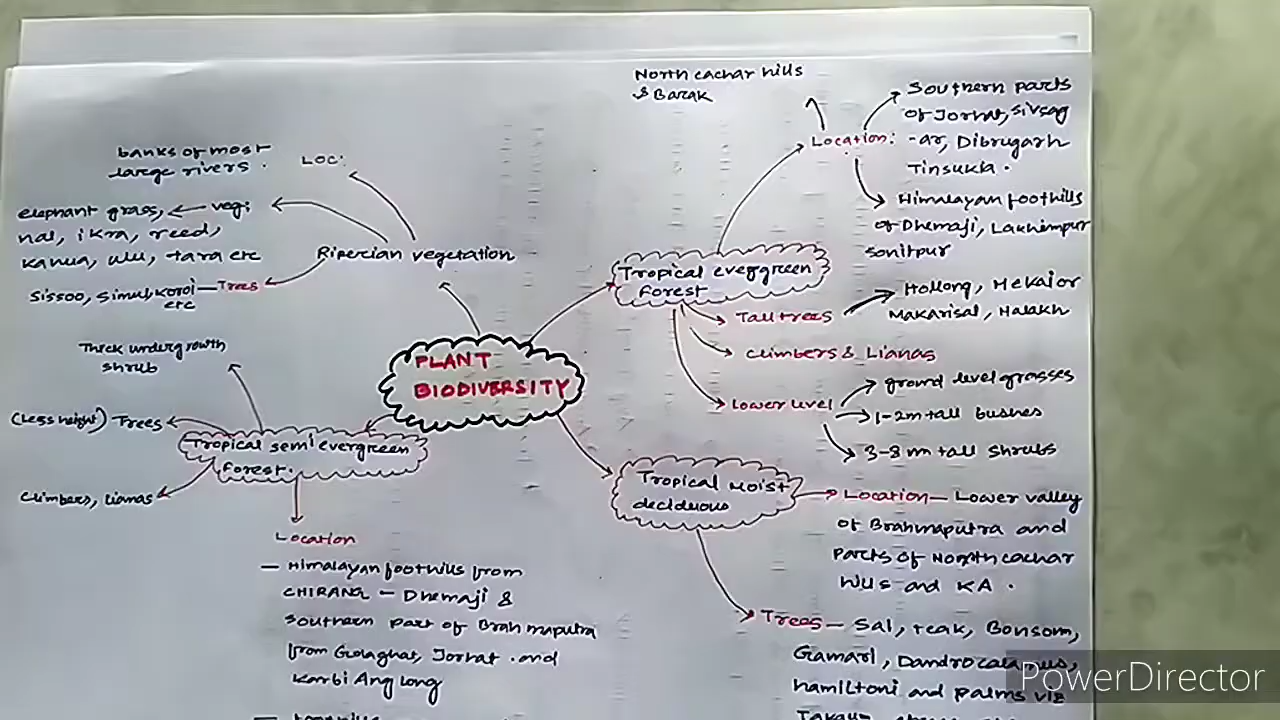 PLANT
BIODIVERSITY
Ripercian vegetation
LOC:
banks of most
large rivers.
veg:
elephant grass,
nal, ikra, reed,
kanua, ulu, tara etc
Trees
Sissoo, Simul, Koroi
etc
Tropical evergreen
forest
Location:
North cachar hills
& Barak
Southern parts
of Jorhat, Sivsag
-ar, Dibrugarh
Tinsukia.
Himalayan foothills
of Dhemaji, Lakhimpur
sonitpur
Tall trees
Hollong, Mekai or
Makarisal, Halakh
climbers & Lianas
Lower level
ground level grasses
1-2m tall bushes
3-8 m tall shrubs
Tropical semi evergreen
forest.
Thick undergrowth
shrub
(Less height) Trees
Climbers, Lianas
Location
– Himalayan foothills from
CHIRANG – Dhemaji &
southern part of Brahmaputra
from Golaghat, Jorhat and
Karbi Ang long
Tropical Moist
deciduous
Location – Lower valley
of Brahmaputra and
parts of North cachar
hills and KA.
Trees – Sal, teak, Bonsom,
Gamari,
hamiltoni and palms viz
PowerDirector